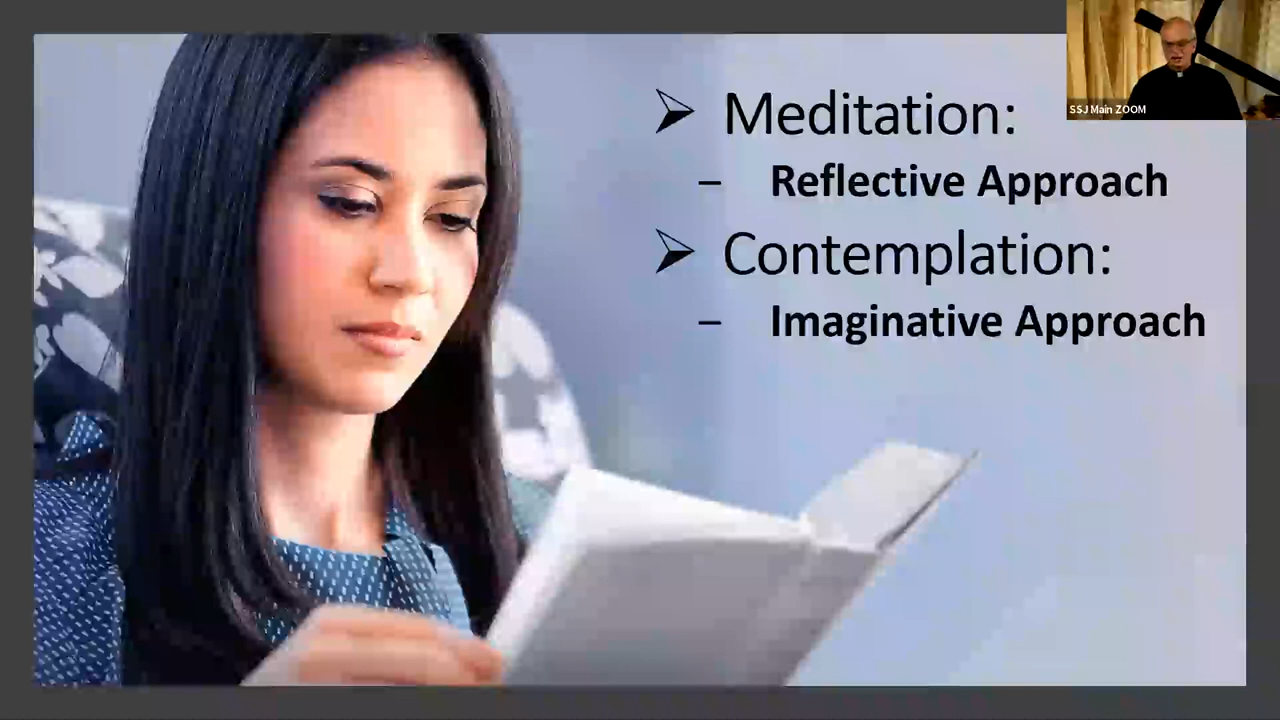 ➢ Meditation:
– Reflective Approach
➢ Contemplation:
– Imaginative Approach
SSJ Main ZOOM